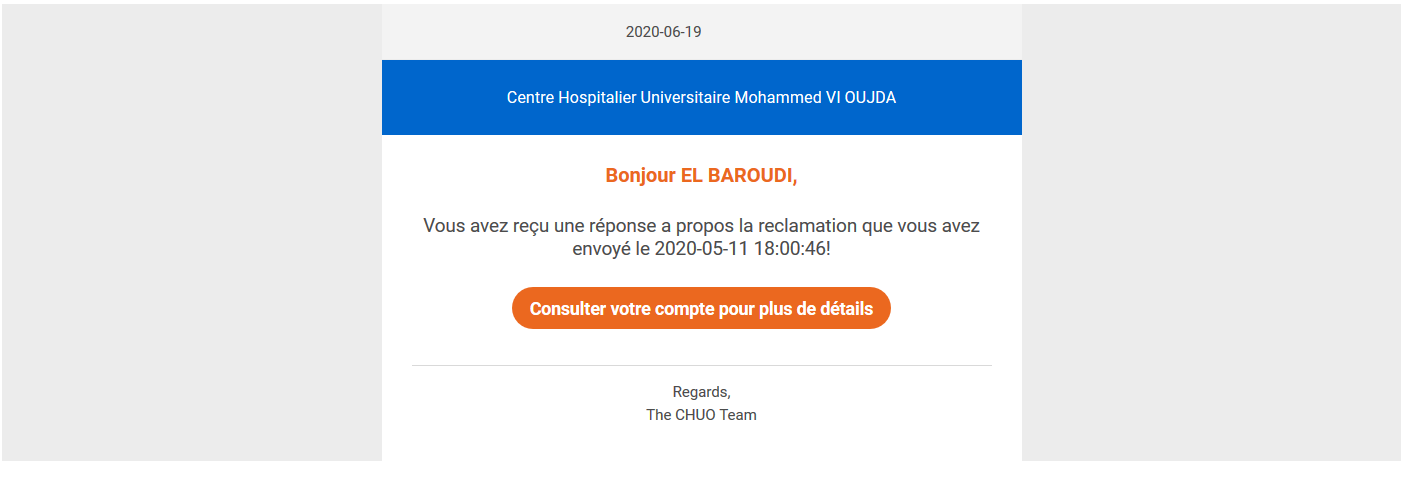 2020-06-19
Centre Hospitalier Universitaire Mohammed VI OUJDA
Bonjour EL BAROUDI,
Vous avez reçu une réponse a propos la reclamation que vous avez
envoyé le 2020-05-11 18:00:46!
Consulter votre compte pour plus de détails
Regards,
The CHUO Team